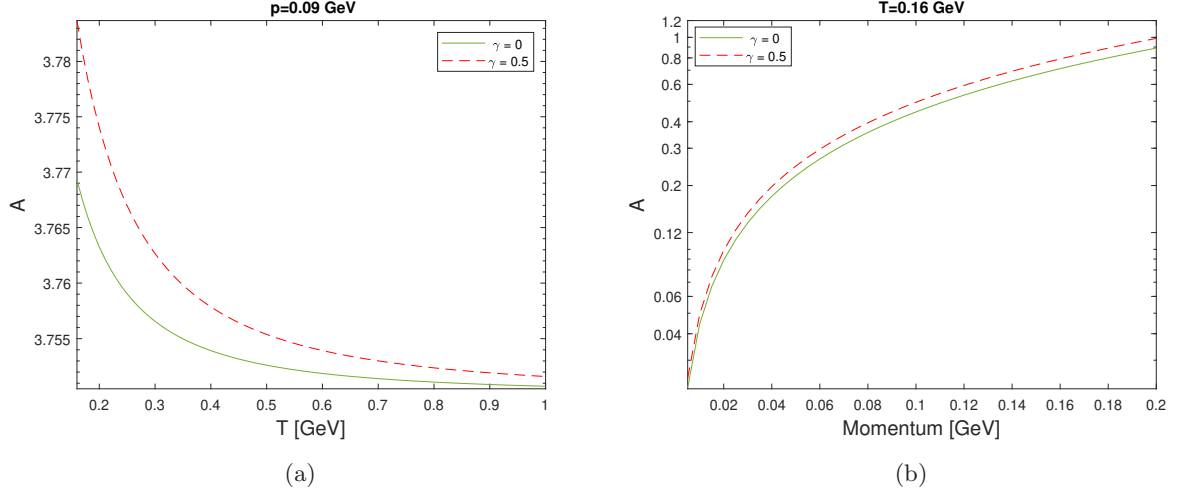 p=0.09 GeV
γ = 0
γ = 0.5
3.78
3.775
3.77
3.765
3.76
3.755
A
0.2
0.3
0.4
0.5
0.6
0.7
0.8
0.9
1
T [GeV]
(a)
T=0.16 GeV
γ = 0
γ = 0.5
1.2
1
0.8
0.6
0.4
0.3
0.2
0.12
0.06
0.04
A
0.02
0.04
0.06
0.08
0.1
0.12
0.14
0.16
0.18
0.2
Momentum [GeV]
(b)